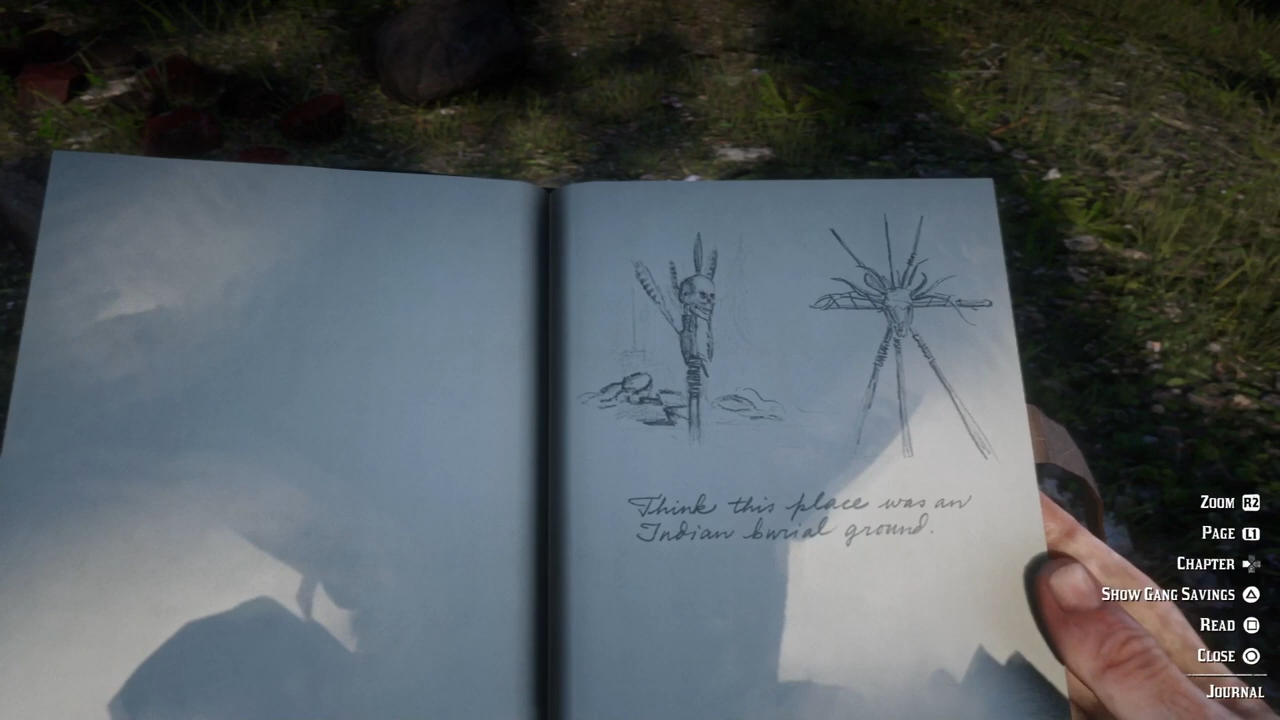 Think this place was an
Indian burial ground.
ZOOM R2
PAGE L1
CHAPTER
SHOW GANG SAVINGS
READ
CLOSE
JOURNAL